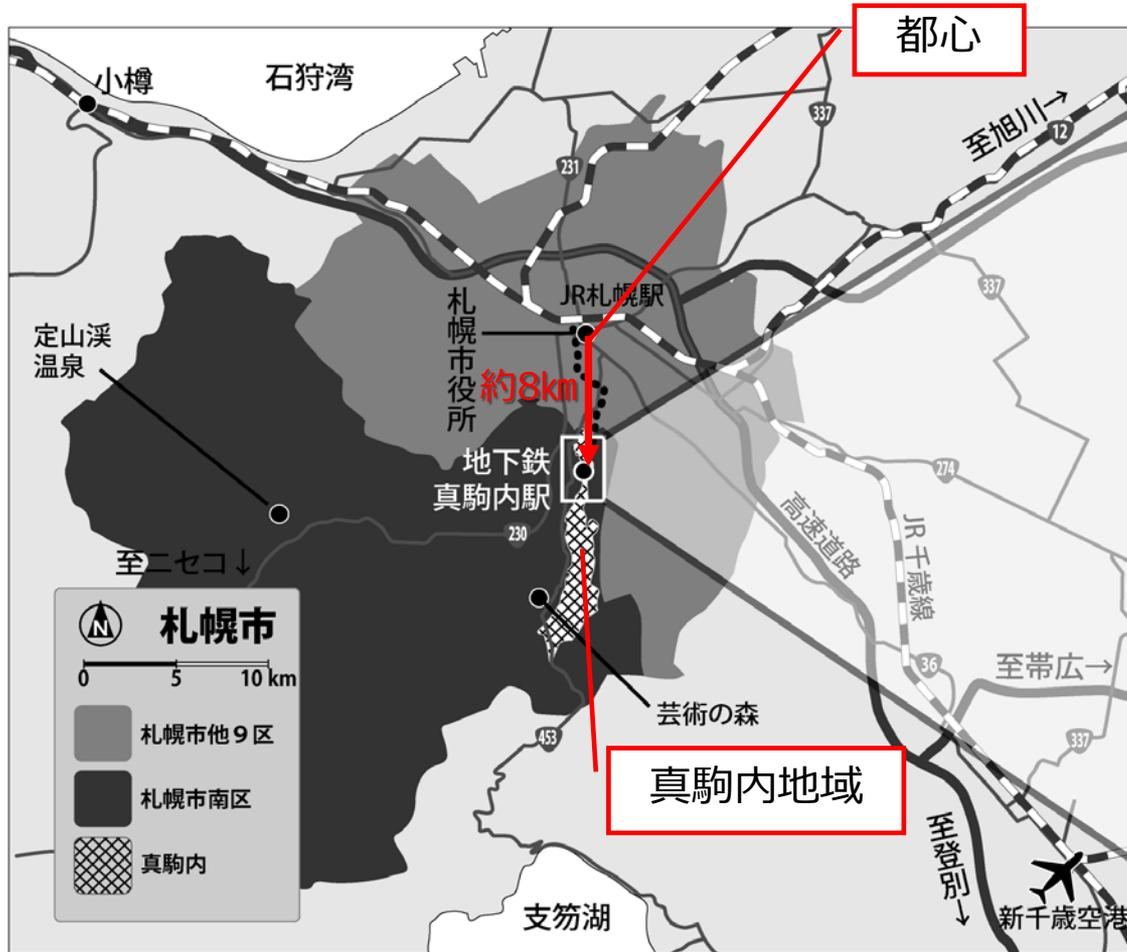 都心
小樽
石狩湾
337
至旭川→
12
231
337
JR札幌駅
札幌市役所
定山渓
温泉
約8㎞
地下鉄
真駒内駅
274
230
高速道路
JR千歳線
至ニセコ↓
N
札幌市
0 5 10 km
札幌市他９区
札幌市南区
真駒内
36
至帯広→
芸術の森
453
337
真駒内地域
至登別→
支笏湖
新千歳空港